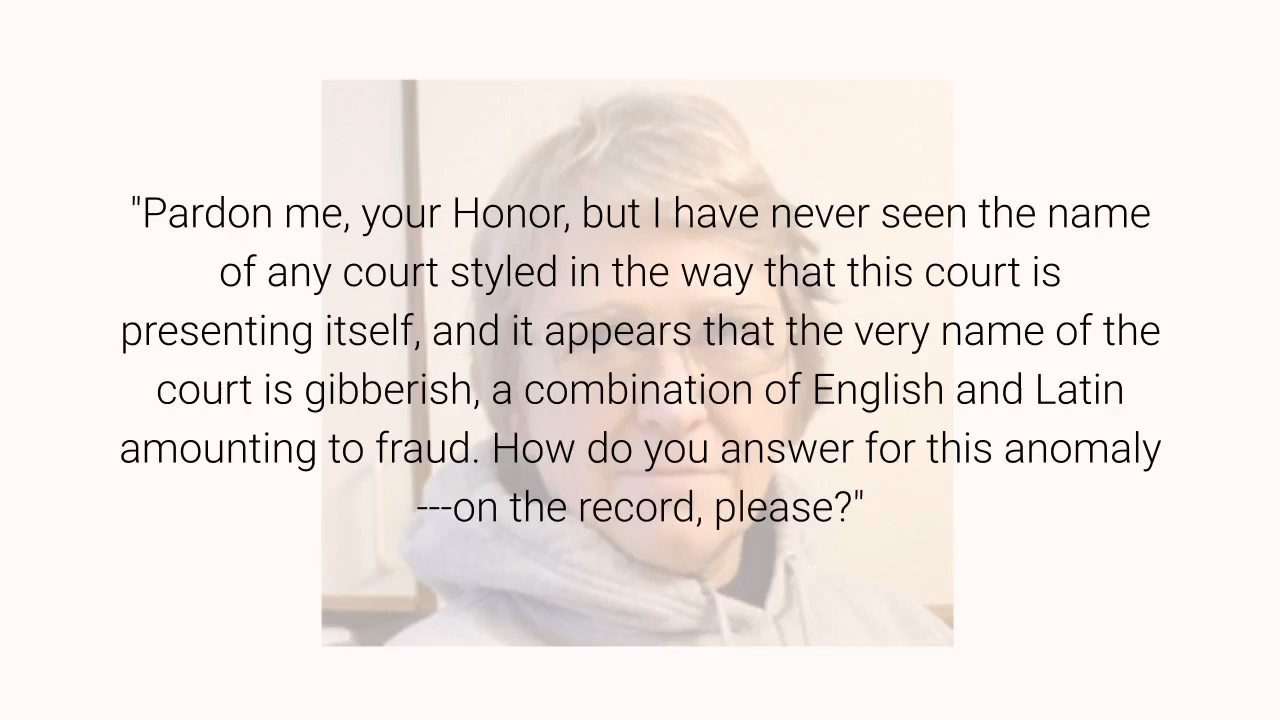 "Pardon me, your Honor, but I have never seen the name
of any court styled in the way that this court is
presenting itself, and it appears that the very name of the
court is gibberish, a combination of English and Latin
amounting to fraud. How do you answer for this anomaly
---on the record, please?"